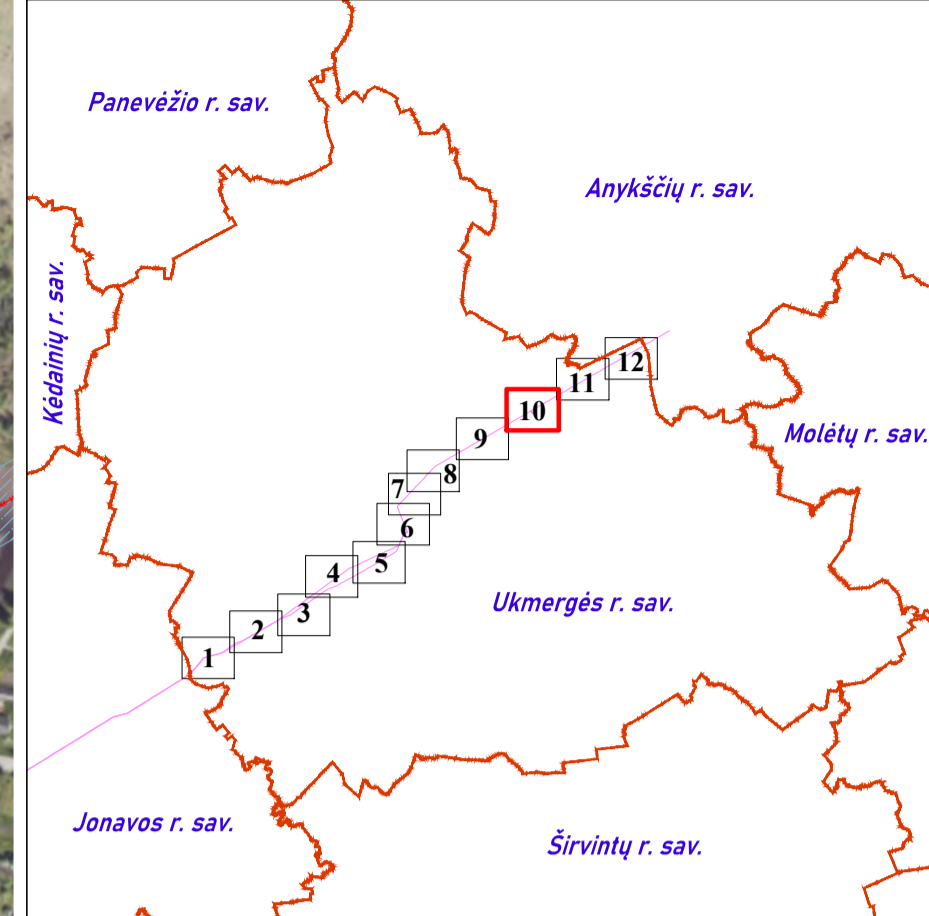 Panevėžio r. sav.
Anykščių r. sav.
Kėdainių r. sav.
12
11
10
Molėtų r. sav.
9
8
7
6
5
4
Ukmergės r. sav.
3
2
1
Jonavos r. sav.
Širvintų r. sav.